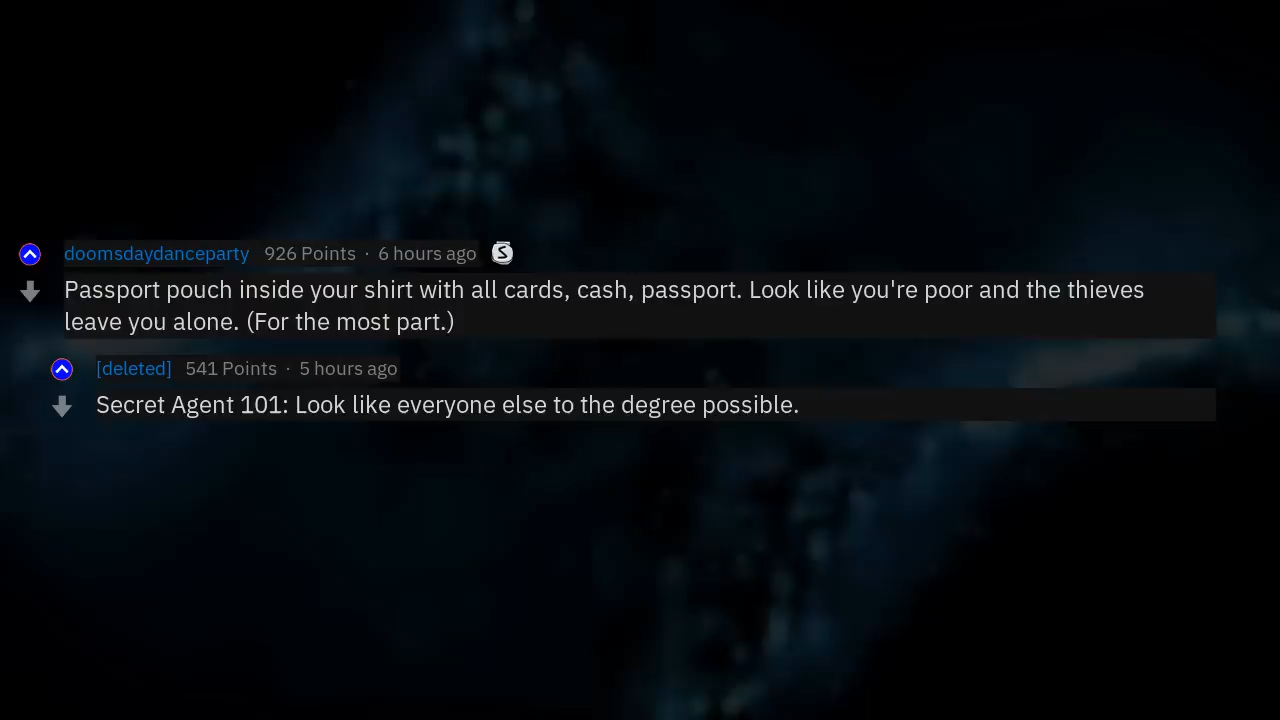 doomsdaydanceparty 926 Points · 6 hours ago S
Passport pouch inside your shirt with all cards, cash, passport. Look like you're poor and the thieves
leave you alone. (For the most part.)
[deleted] 541 Points · 5 hours ago
Secret Agent 101: Look like everyone else to the degree possible.